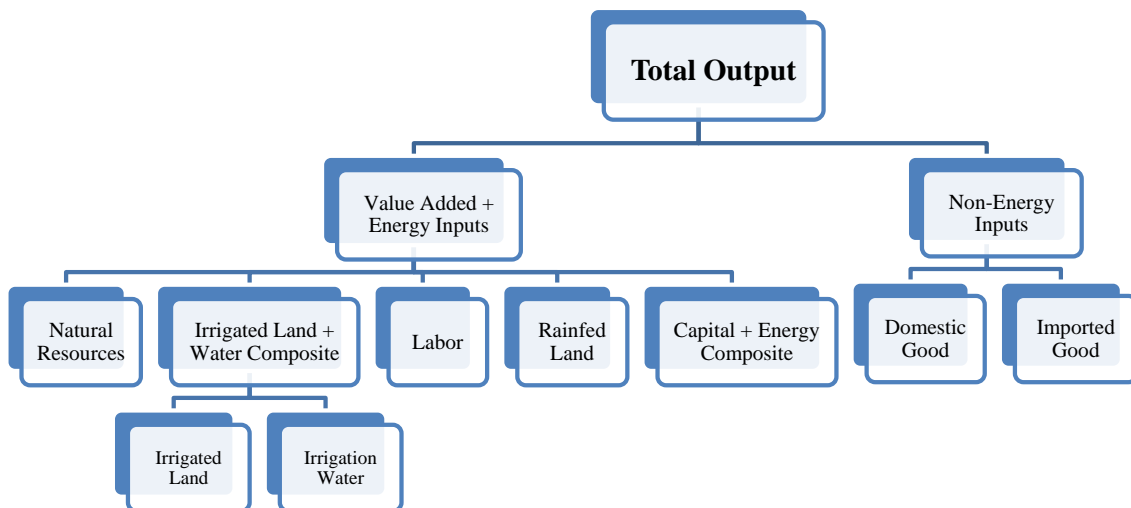 Total Output
Value Added +
Energy Inputs
Non-Energy
Inputs
Natural
Resources
Irrigated Land +
Water Composite
Labor
Rainfed
Land
Capital + Energy
Composite
Domestic
Good
Imported
Good
Irrigated
Land
Irrigation
Water